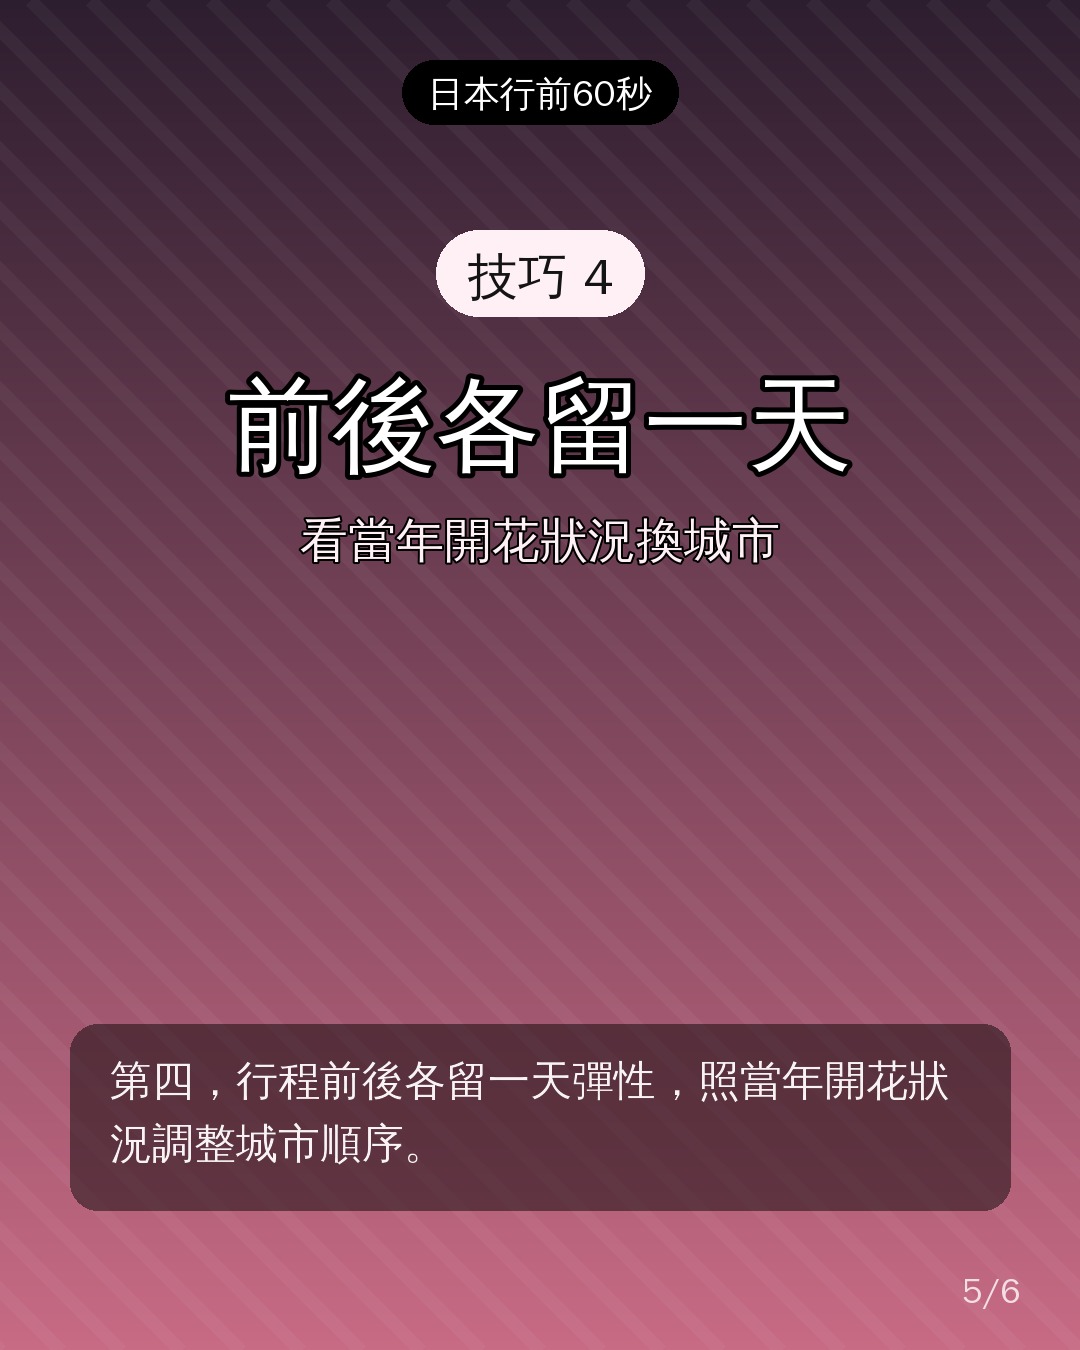 日本行前60秒
技巧 4
前後各留一天
看當年開花狀況換城市
第四，行程前後各留一天彈性，照當年開花狀
況調整城市順序。
5/6